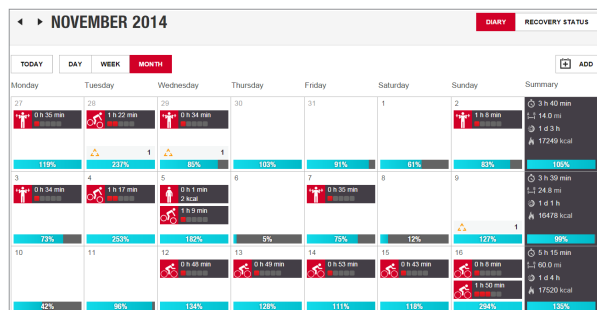 NOVEMBER 2014
DIARY
RECOVERY STATUS
TODAY
DAY
WEEK
MONTH
ADD
Monday
Tuesday
Wednesday
Thursday
Friday
Saturday
Sunday
Summary
27
28
29
30
31
1
2
0 h 35 min
1 h 22 min
0 h 34 min
1 h 8 min
3 h 40 min
14.0 mi
1 d 3 h
17249 kcal
1
1
119%
237%
85%
103%
91%
61%
83%
105%
3
4
5
6
7
8
9
0 h 34 min
1 h 17 min
0 h 1 min
2 kcal
1 h 9 min
0 h 35 min
3 h 39 min
24.8 mi
1 d 1 h
16478 kcal
1
73%
253%
182%
5%
75%
12%
127%
99%
10
11
12
13
14
15
16
0 h 48 min
0 h 49 min
0 h 53 min
0 h 43 min
0 h 8 min
1 h 50 min
5 h 15 min
60.0 mi
1 d 4 h
17520 kcal
42%
96%
134%
128%
111%
118%
294%
135%